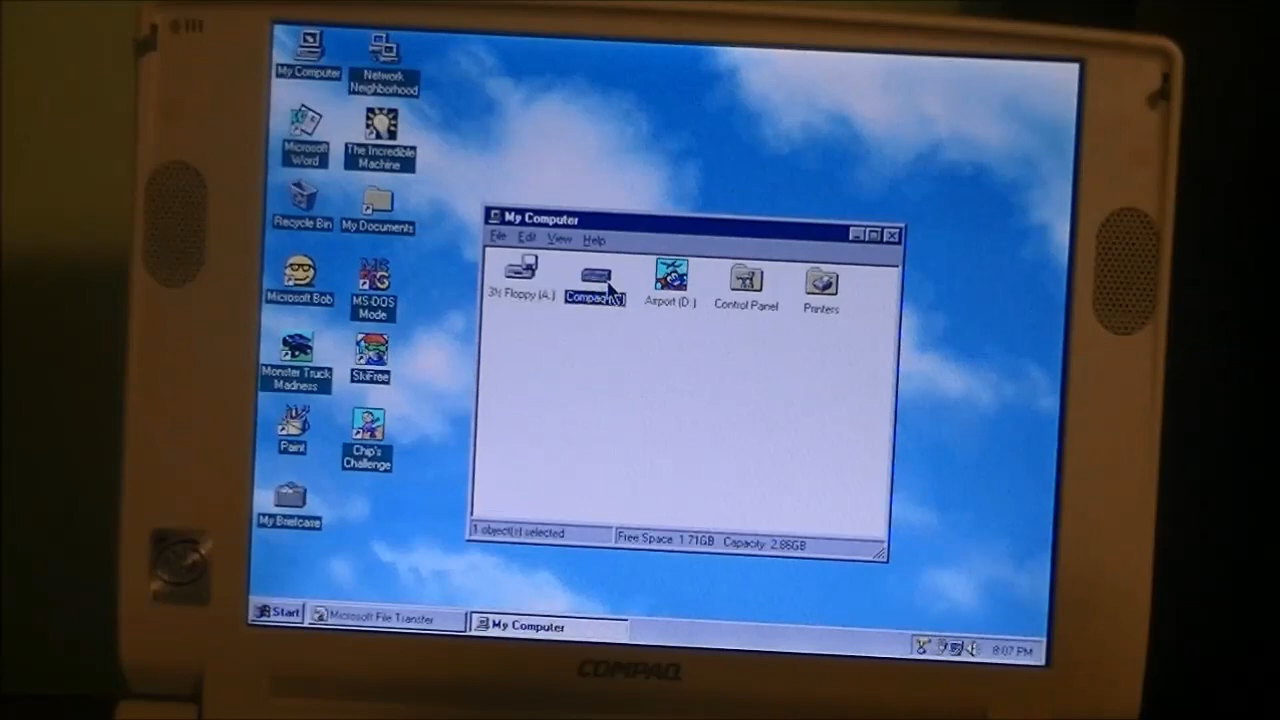 My Computer
Network
Neighborhood
Microsoft
Word
The Incredible
Machine
Recycle Bin
My Documents
Microsoft Bob
MS-DOS
Mode
Monster Truck
Madness
SkiFree
Paint
Chip's
Challenge
My Briefcase
My Computer
File Edit View Help
3½ Floppy (A:)
Compaq (C:)
Airport (D:)
Control Panel
Printers
1 object(s) selected
Free Space: 1.71GB Capacity: 2.86GB
Start
Microsoft File Transfer
My Computer
8:07 PM
COMPAQ